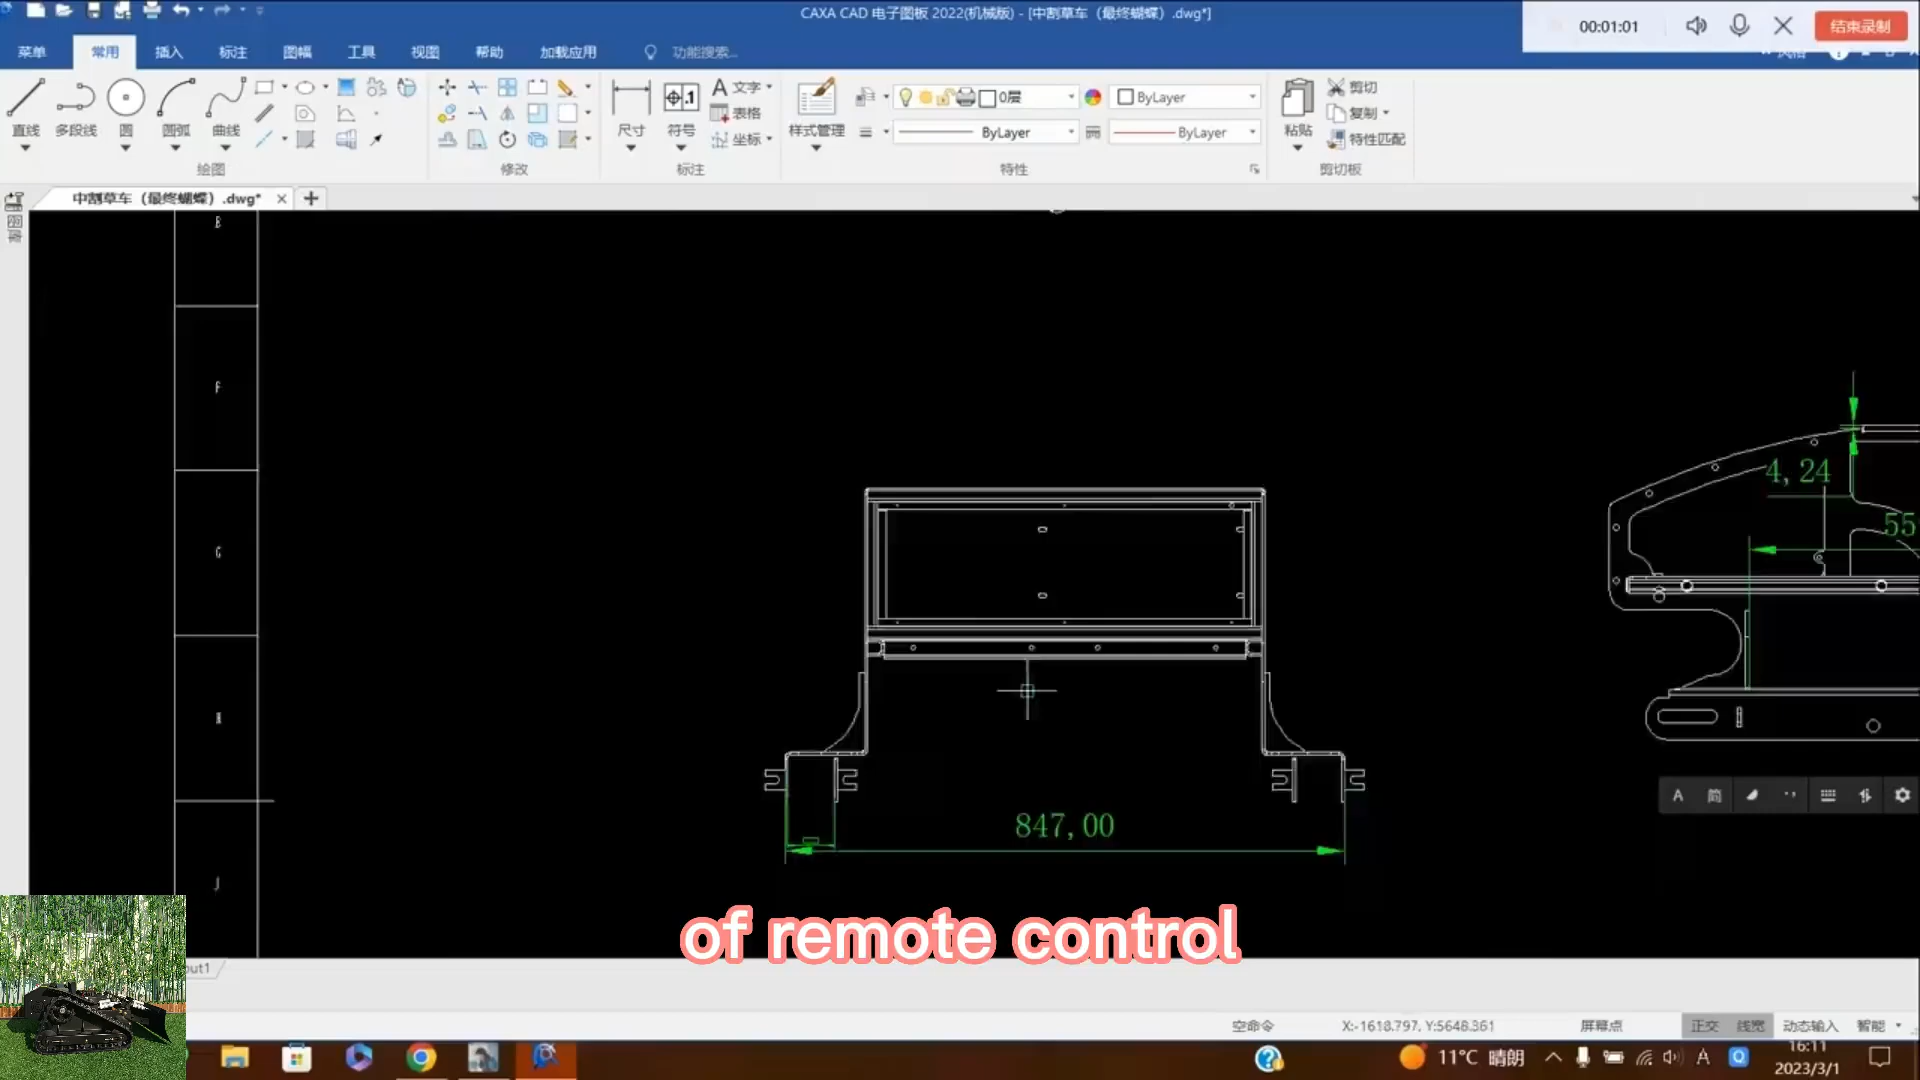 CAXA CAD 电子图板 2022(机械版) - [中割草车（最终蝴蝶）.dwg*]
00:01:01
结束录制
菜单 常用 插入 标注 图幅 工具 视图 帮助 加载应用 功能搜索...
风格
直线 多段线 圆 圆弧 曲线
绘图
修改
尺寸 符号
A 文字
表格
坐标
标注
样式管理
0层
ByLayer
ByLayer
ByLayer
特性
粘贴
剪切
复制
特性匹配
剪切板
中割草车（最终蝴蝶）.dwg*
F
G
H
J
4,24
55
847,00
A 简
of remote control
out1
空命令 X:-1618.797, Y:5648.361 屏幕点 正交 线宽 动态输入 智能
11°C 晴朗
16:11
2023/3/1